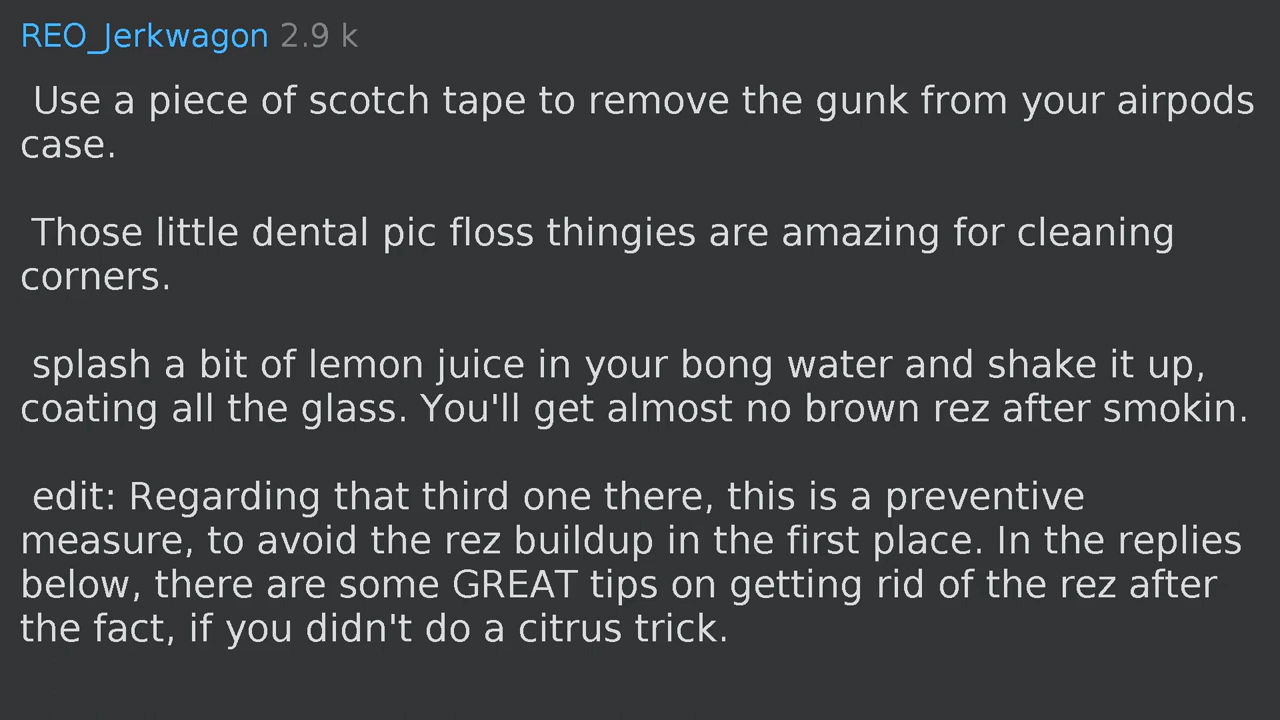 REO_Jerkwagon 2.9 k
Use a piece of scotch tape to remove the gunk from your airpods
case.
Those little dental pic floss thingies are amazing for cleaning
corners.
splash a bit of lemon juice in your bong water and shake it up,
coating all the glass. You'll get almost no brown rez after smokin.
edit: Regarding that third one there, this is a preventive
measure, to avoid the rez buildup in the first place. In the replies
below, there are some GREAT tips on getting rid of the rez after
the fact, if you didn't do a citrus trick.